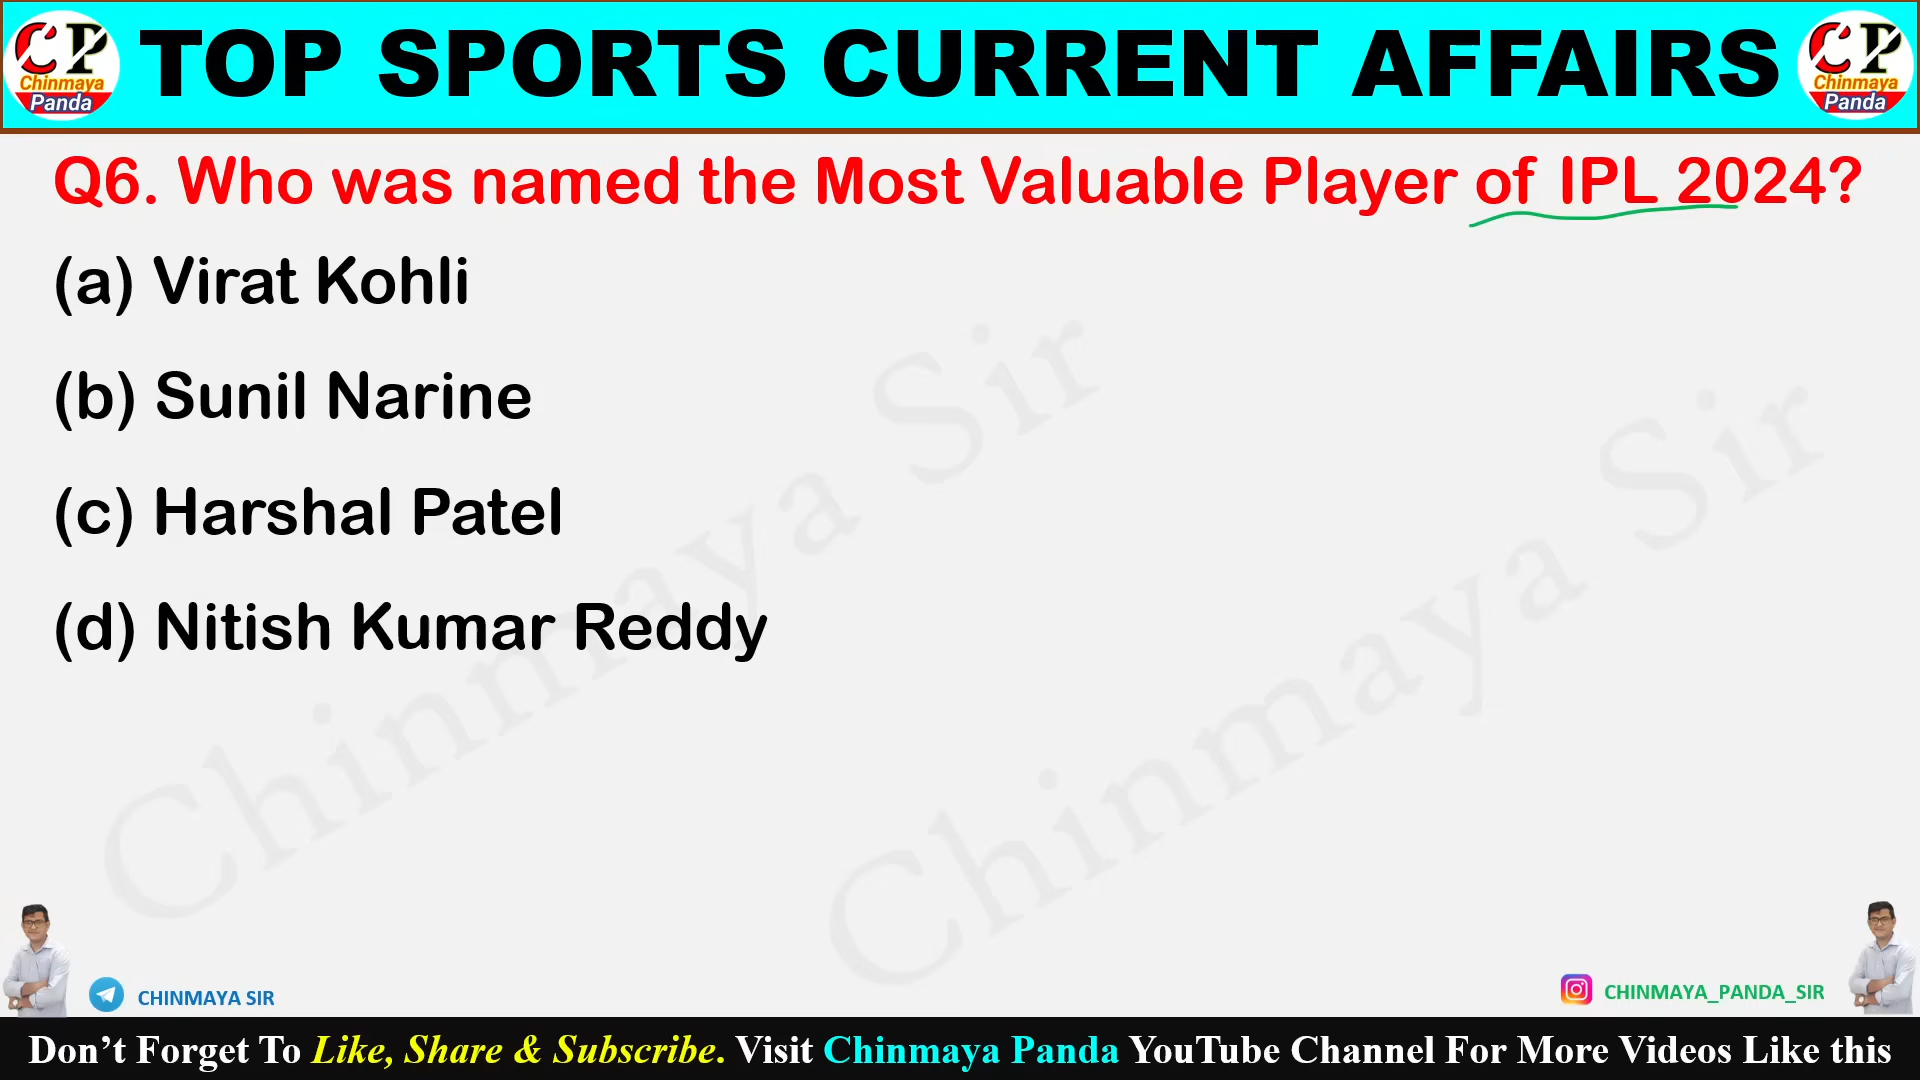 CP Chinmaya Panda
TOP SPORTS CURRENT AFFAIRS
CP Chinmaya Panda
Q6. Who was named the Most Valuable Player of IPL 2024?
(a) Virat Kohli
(b) Sunil Narine
(c) Harshal Patel
(d) Nitish Kumar Reddy
Chinmaya Sir
Chinmaya Sir
CHINMAYA SIR
CHINMAYA_PANDA_SIR
Don’t Forget To Like, Share & Subscribe. Visit Chinmaya Panda YouTube Channel For More Videos Like this